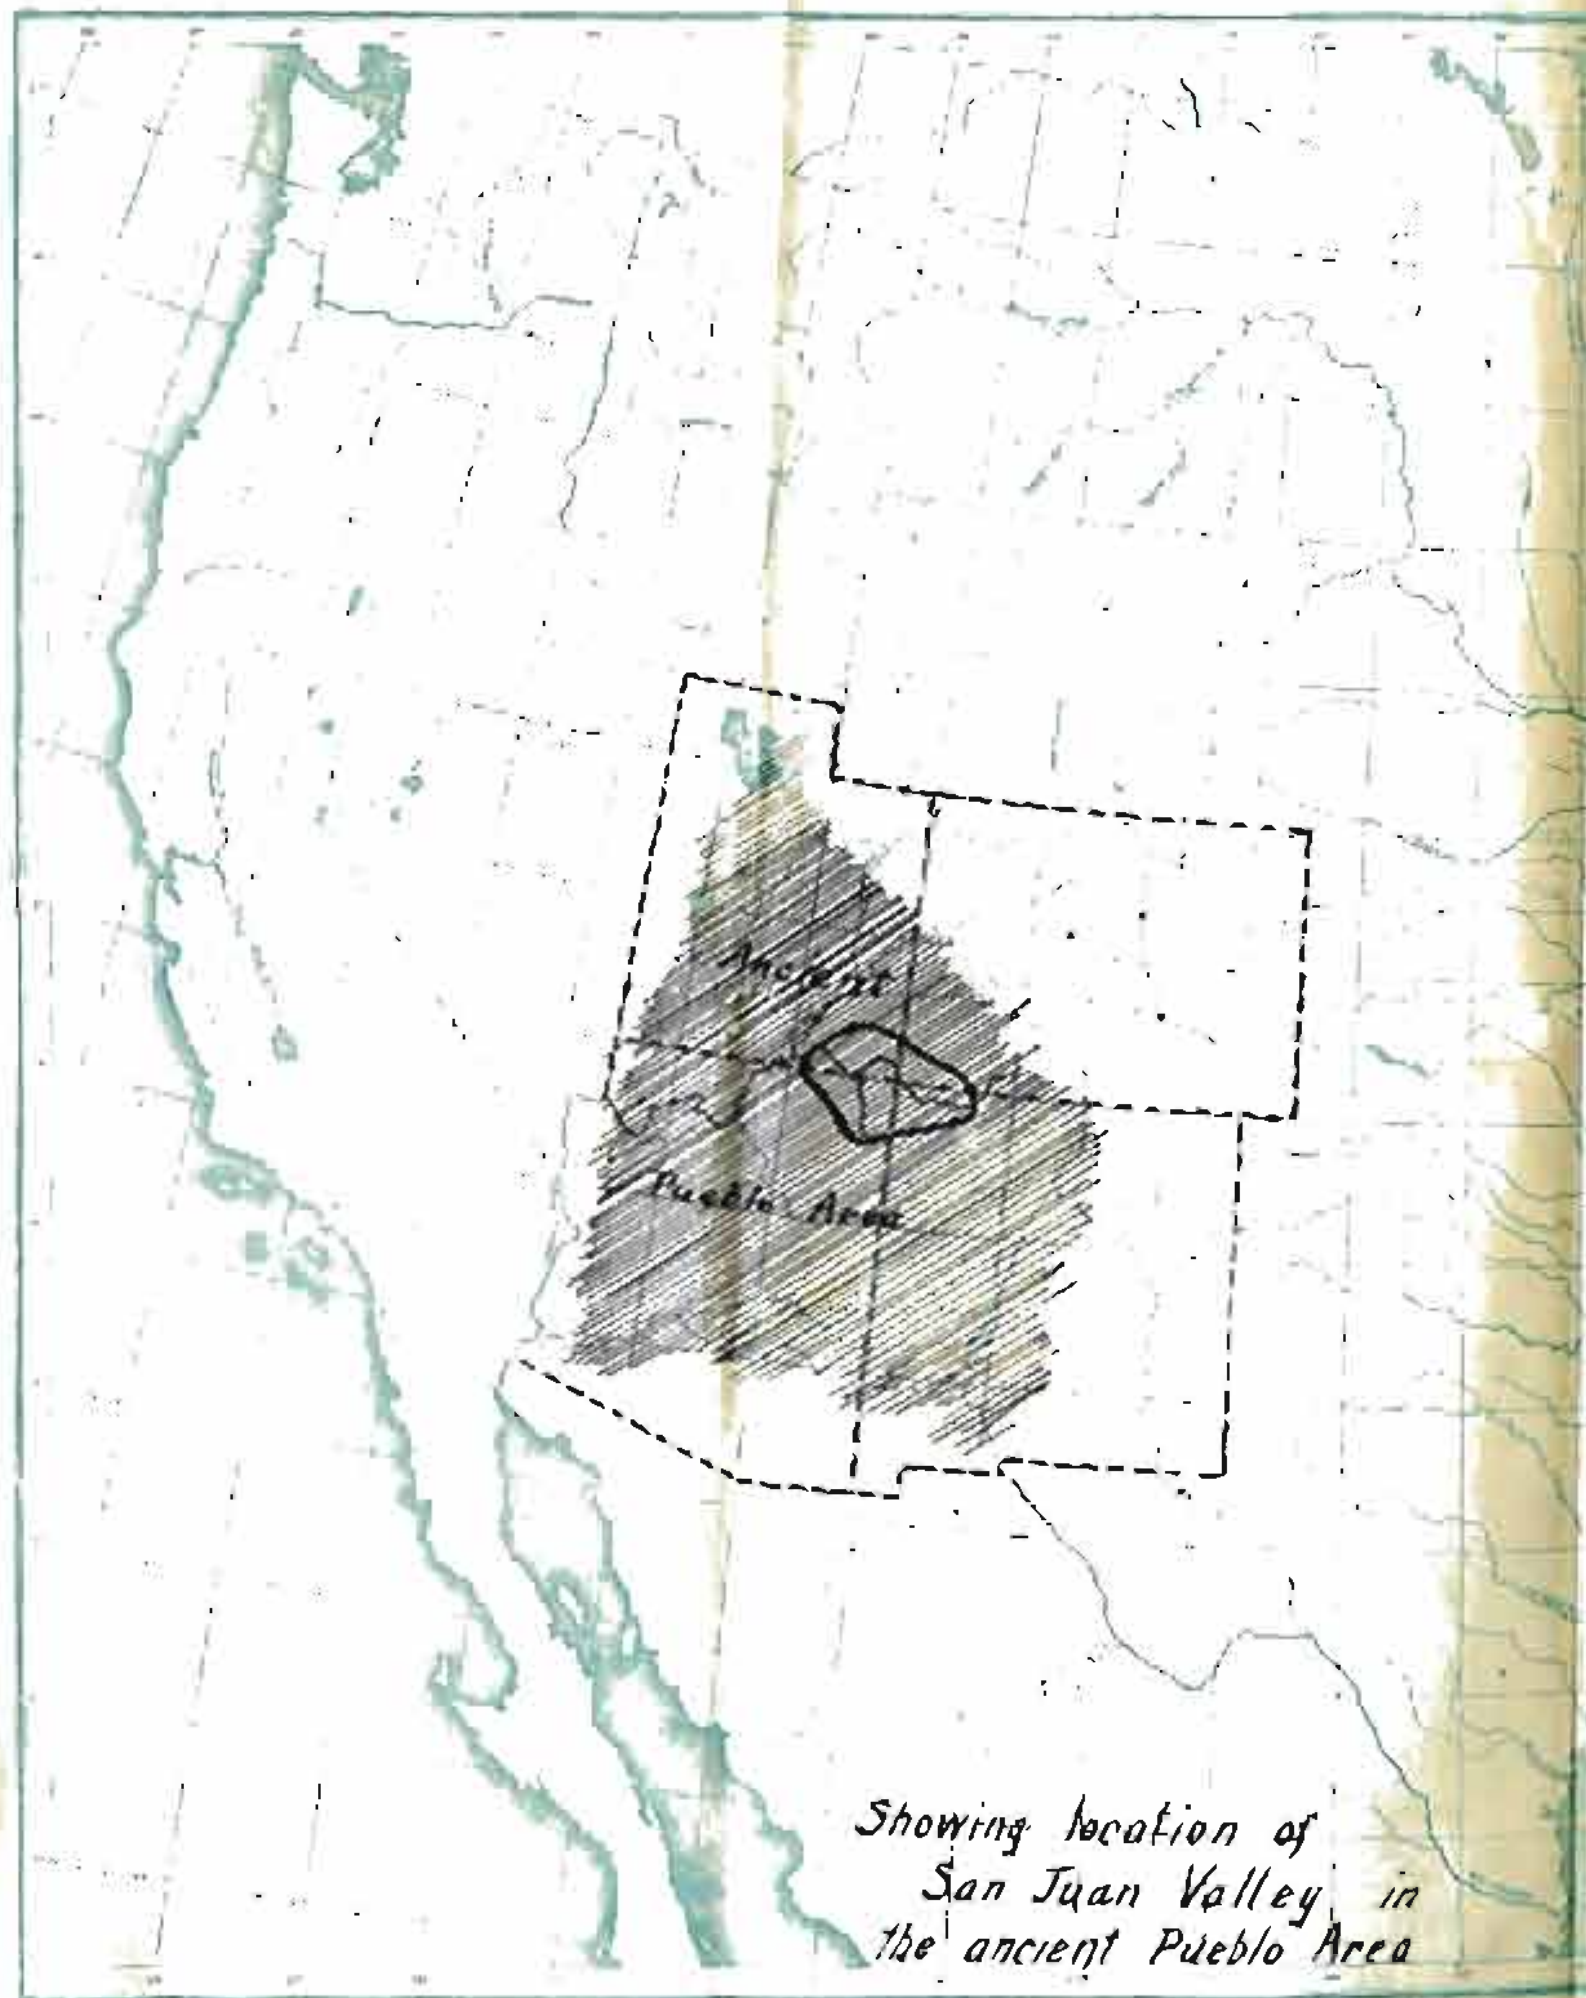 Ancient
Pueblo Area
Showing location of
San Juan Valley in
the ancient Pueblo Area